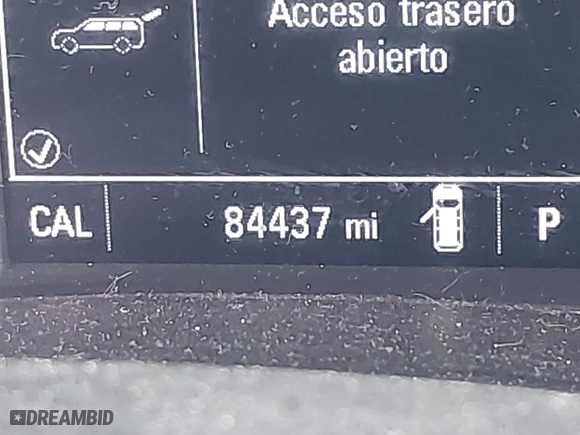 Acceso trasero
abierto
CAL 84437 mi P
DREAMBID